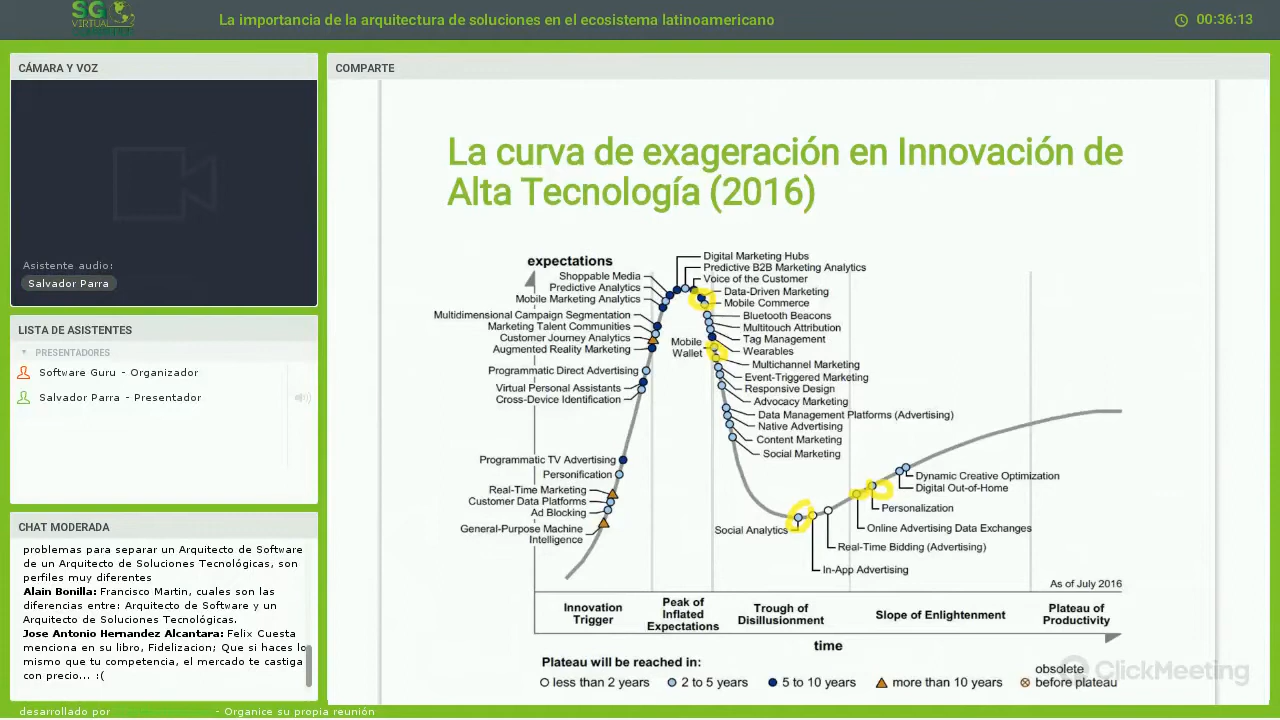 SG
VIRTUAL
La importancia de la arquitectura de soluciones en el ecosistema latinoamericano
00:36:13
CÁMARA Y VOZ
Asistente audio:
Salvador Parra
LISTA DE ASISTENTES
PRESENTADORES
Software Guru - Organizador
Salvador Parra - Presentador
CHAT MODERADA
problemas para separar un Arquitecto de Software
de un Arquitecto de Soluciones Tecnológicas, son
perfiles muy diferentes
Alain Bonilla: Francisco Martin, cuales son las
diferencias entre: Arquitecto de Software y un
Arquitecto de Soluciones Tecnológicas.
Jose Antonio Hernandez Alcantara: Felix Cuesta
menciona en su libro, Fidelizacion; Que si haces lo
mismo que tu competencia, el mercado te castiga
con precio... :(
desarrollado por
- Organice su propia reunión
COMPARTE
La curva de exageración en Innovación de
Alta Tecnología (2016)
expectations
Shoppable Media
Predictive Analytics
Mobile Marketing Analytics
Multidimensional Campaign Segmentation
Marketing Talent Communities
Customer Journey Analytics
Augmented Reality Marketing
Programmatic Direct Advertising
Virtual Personal Assistants
Cross-Device Identification
Programmatic TV Advertising
Personification
Real-Time Marketing
Customer Data Platforms
Ad Blocking
General-Purpose Machine
Intelligence
Digital Marketing Hubs
Predictive B2B Marketing Analytics
Voice of the Customer
Data-Driven Marketing
Mobile Commerce
Bluetooth Beacons
Multitouch Attribution
Tag Management
Mobile
Wallet
Wearables
Multichannel Marketing
Event-Triggered Marketing
Responsive Design
Advocacy Marketing
Data Management Platforms (Advertising)
Native Advertising
Content Marketing
Social Marketing
Social Analytics
Dynamic Creative Optimization
Digital Out-of-Home
Personalization
Online Advertising Data Exchanges
Real-Time Bidding (Advertising)
In-App Advertising
As of July 2016
Innovation
Trigger
Peak of
Inflated
Expectations
Trough of
Disillusionment
Slope of Enlightenment
Plateau of
Productivity
time
Plateau will be reached in:
less than 2 years
2 to 5 years
5 to 10 years
more than 10 years
obsolete
before plateau
ClickMeeting